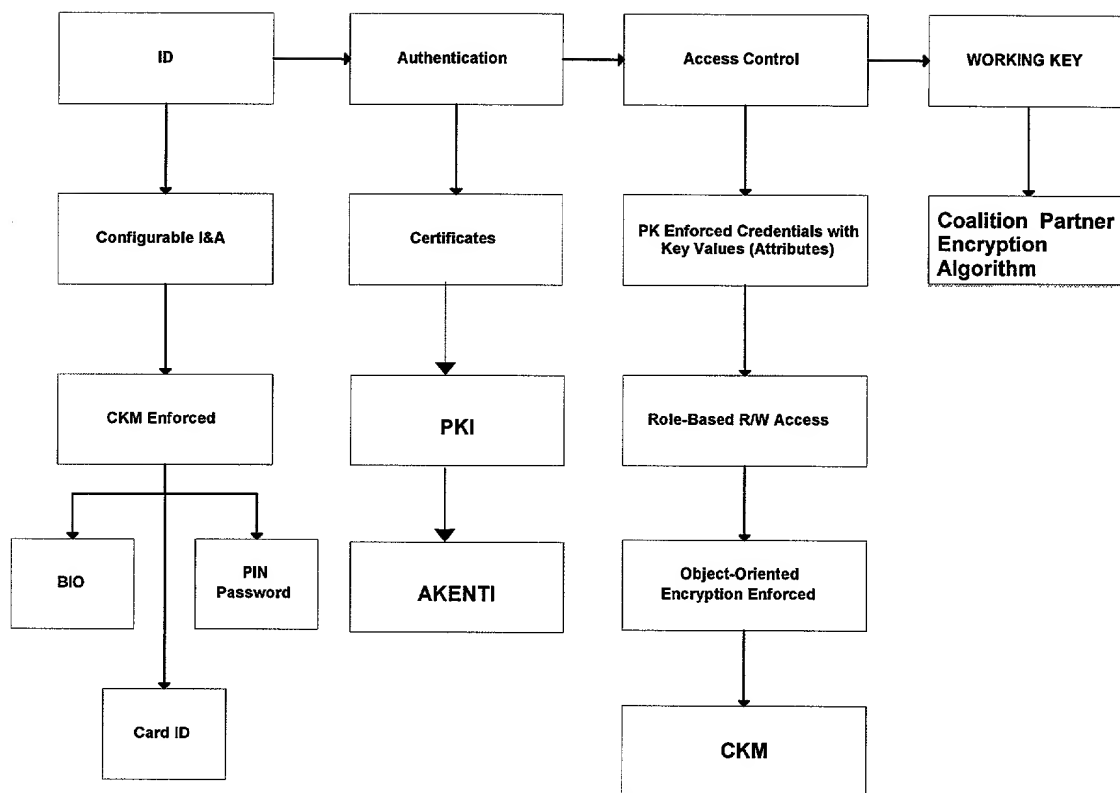 ID
Authentication
Access Control
WORKING KEY
Configurable I&A
Certificates
PK Enforced Credentials with
Key Values (Attributes)
Coalition Partner
Encryption
Algorithm
CKM Enforced
PKI
Role-Based R/W Access
BIO
PIN
Password
AKENTI
Object-Oriented
Encryption Enforced
Card ID
CKM